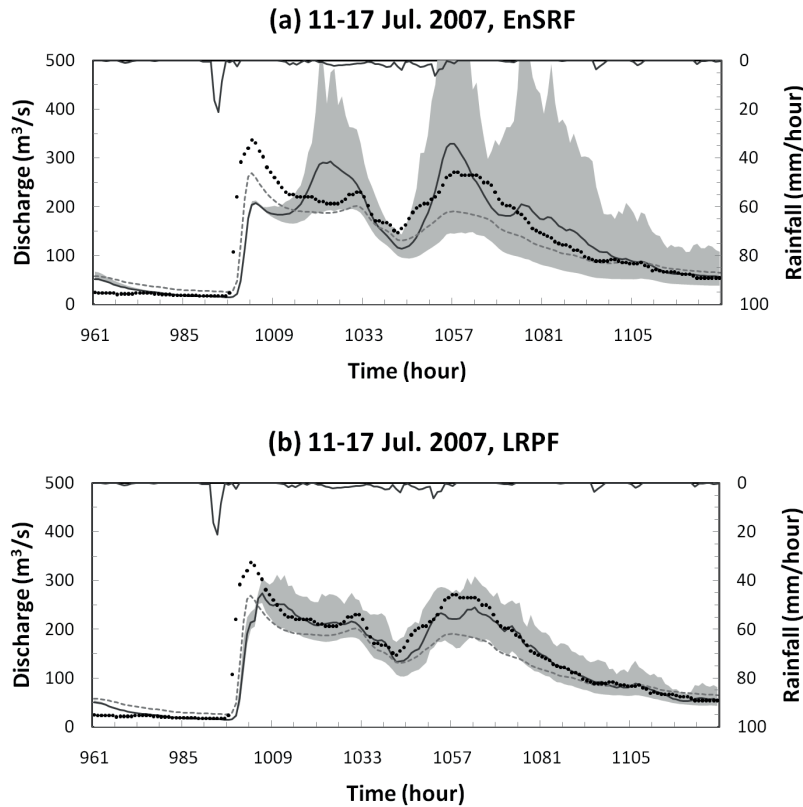 (a) 11-17 Jul. 2007, EnSRF
500 0
400 20
300 40
200 60
100 80
0 100
Discharge (m³/s)
Rainfall (mm/hour)
961 985 1009 1033 1057 1081 1105
Time (hour)
(b) 11-17 Jul. 2007, LRPF
500 0
400 20
300 40
200 60
100 80
0 100
Discharge (m³/s)
Rainfall (mm/hour)
961 985 1009 1033 1057 1081 1105
Time (hour)